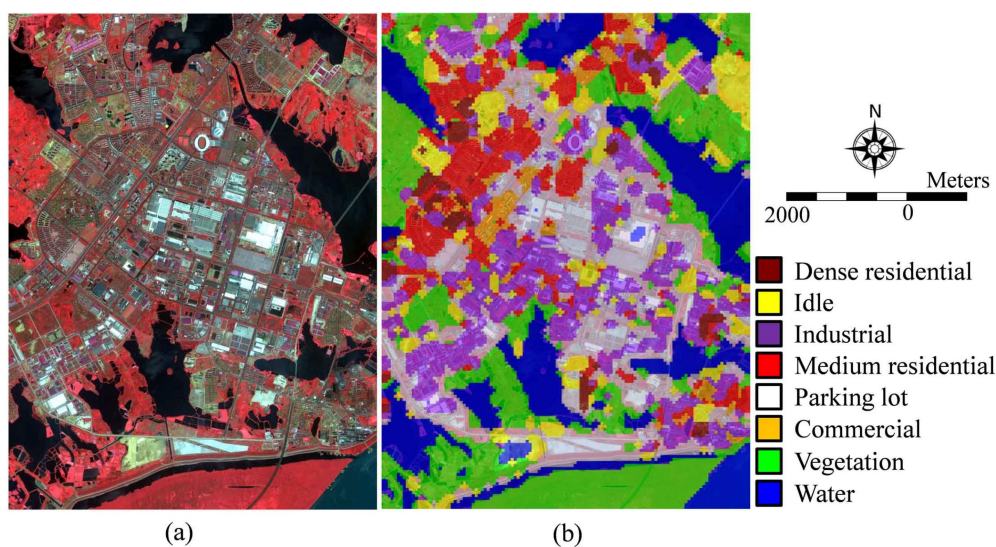 N
Meters
2000 0
Dense residential
Idle
Industrial
Medium residential
Parking lot
Commercial
Vegetation
Water
(a) (b)